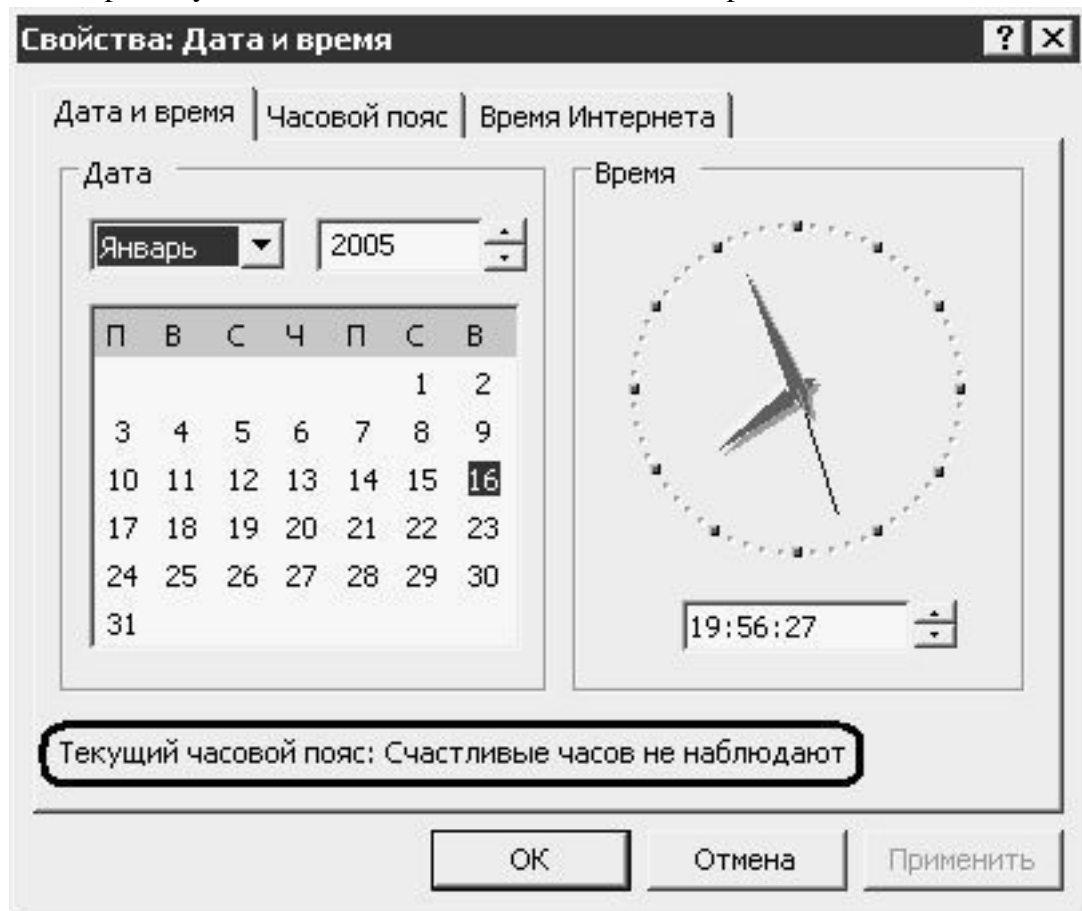 Свойства: Дата и время
Дата и время Часовой пояс Время Интернета
Дата Время
Январь 2005
П В С Ч П С В
1 2
3 4 5 6 7 8 9
10 11 12 13 14 15 16
17 18 19 20 21 22 23
24 25 26 27 28 29 30
31
19:56:27
Текущий часовой пояс: Счастливые часов не наблюдают
ОК Отмена Применить